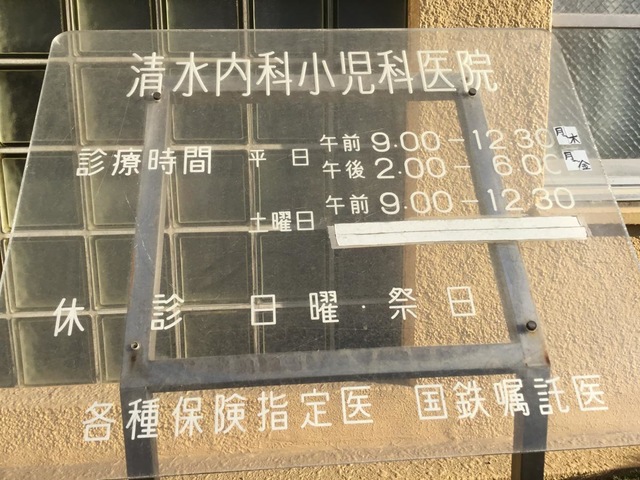 清水内科小児科医院
診療時間 平日 午前 9.00-12.30 月木
午後 2.00-6.00 月金
土曜日 午前 9.00-12.30
休診 日曜・祭日
各種保険指定医 国鉄嘱託医